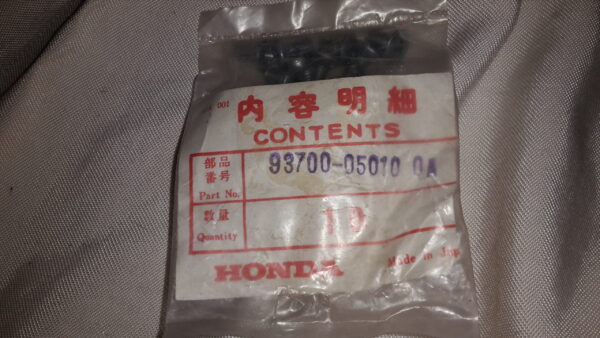 001
内容明細
CONTENTS
部品番号
Part No.
93700-05010 0A
数量
Quantity
10
HONDA
Made in Jap